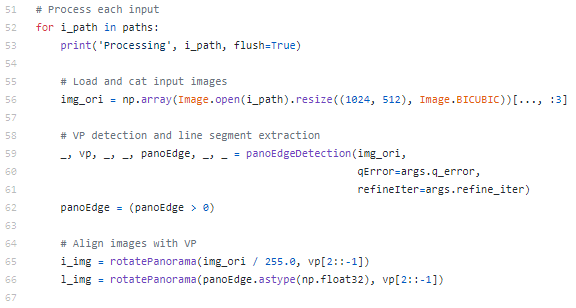 51 # Process each input
52 for i_path in paths:
53 print('Processing', i_path, flush=True)
54
55 # Load and cat input images
56 img_ori = np.array(Image.open(i_path).resize((1024, 512), Image.BICUBIC))[..., :3]
57
58 # VP detection and line segment extraction
59 _, vp, _, _, panoEdge, _, _ = panoEdgeDetection(img_ori,
60 qError=args.q_error,
61 refineIter=args.refine_iter)
62 panoEdge = (panoEdge > 0)
63
64 # Align images with VP
65 i_img = rotatePanorama(img_ori / 255.0, vp[2::-1])
66 l_img = rotatePanorama(panoEdge.astype(np.float32), vp[2::-1])
67